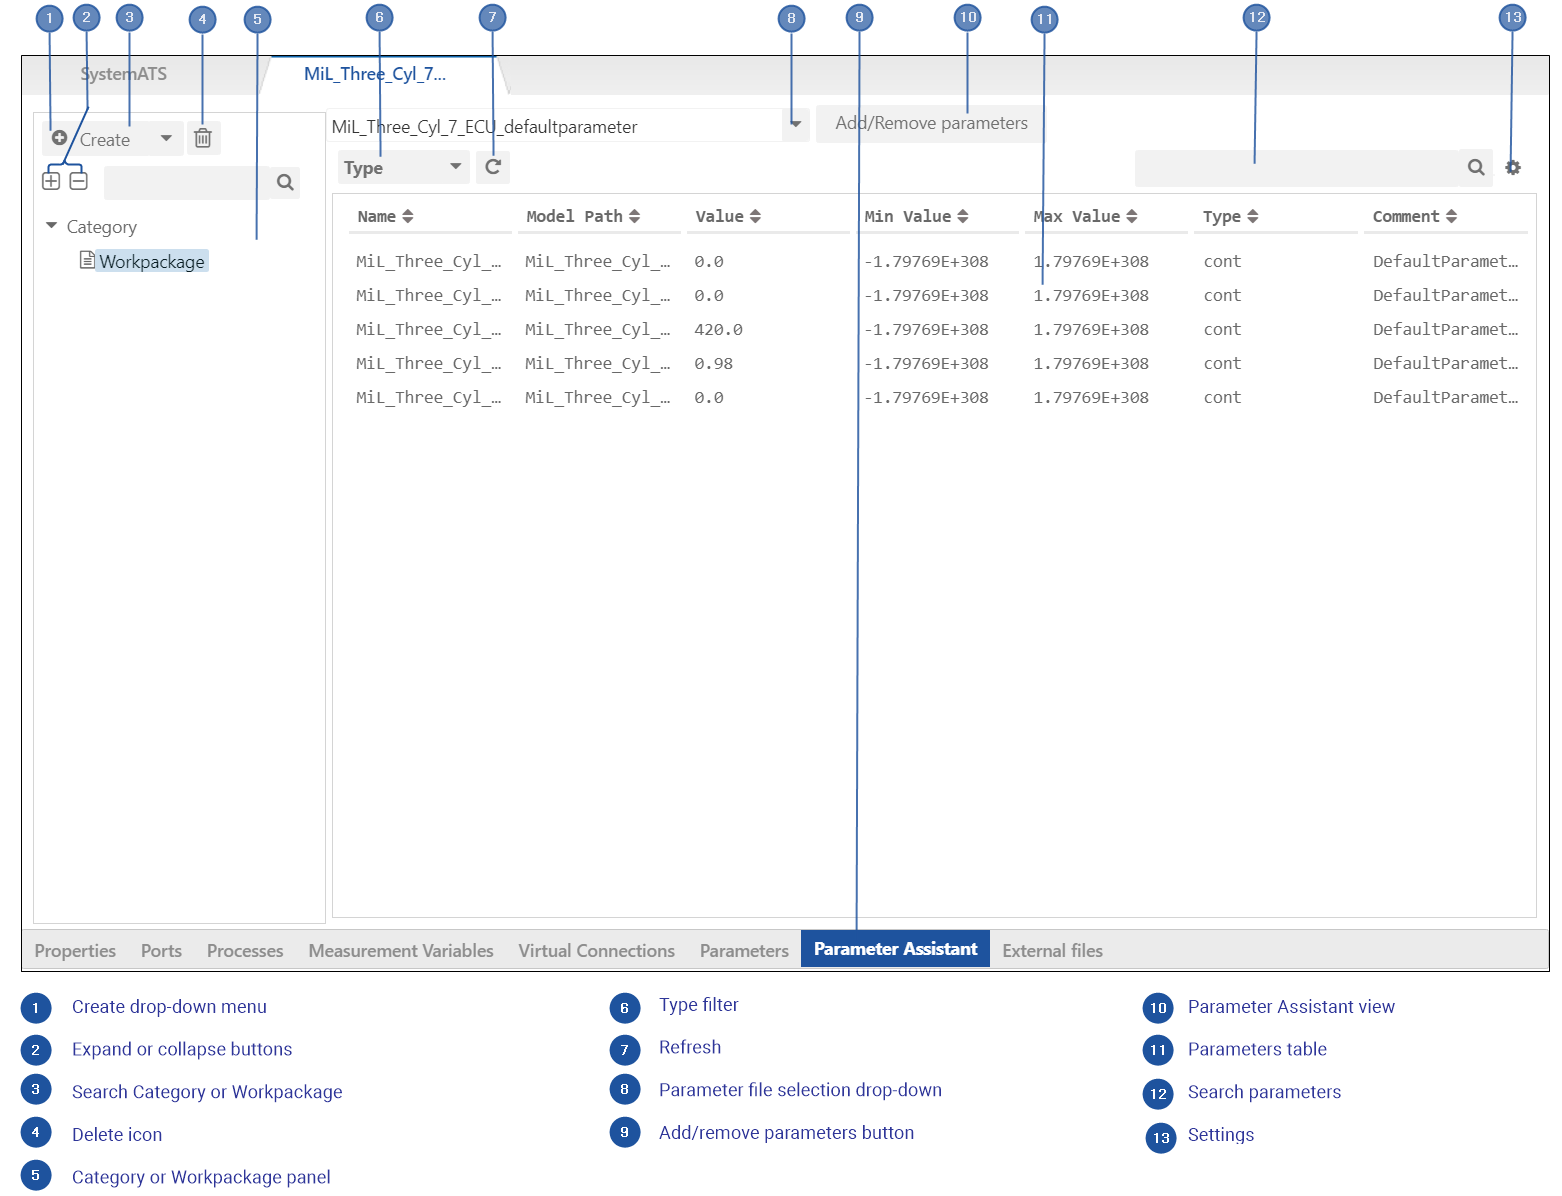 1 2 3 4 5 6 7 8 9 10 11 12 13
SystemATS MiL_Three_Cyl_7...
Create MiL_Three_Cyl_7_ECU_defaultparameter Add/Remove parameters
Type
Category
Workpackage
Name Model Path Value Min Value Max Value Type Comment
MiL_Three_Cyl_... MiL_Three_Cyl_... 0.0 -1.79769E+308 1.79769E+308 cont DefaultParamet...
MiL_Three_Cyl_... MiL_Three_Cyl_... 0.0 -1.79769E+308 1.79769E+308 cont DefaultParamet...
MiL_Three_Cyl_... MiL_Three_Cyl_... 420.0 -1.79769E+308 1.79769E+308 cont DefaultParamet...
MiL_Three_Cyl_... MiL_Three_Cyl_... 0.98 -1.79769E+308 1.79769E+308 cont DefaultParamet...
MiL_Three_Cyl_... MiL_Three_Cyl_... 0.0 -1.79769E+308 1.79769E+308 cont DefaultParamet...
Properties Ports Processes Measurement Variables Virtual Connections Parameters Parameter Assistant External files
1 Create drop-down menu
2 Expand or collapse buttons
3 Search Category or Workpackage
4 Delete icon
5 Category or Workpackage panel
6 Type filter
7 Refresh
8 Parameter file selection drop-down
9 Add/remove parameters button
10 Parameter Assistant view
11 Parameters table
12 Search parameters
13 Settings